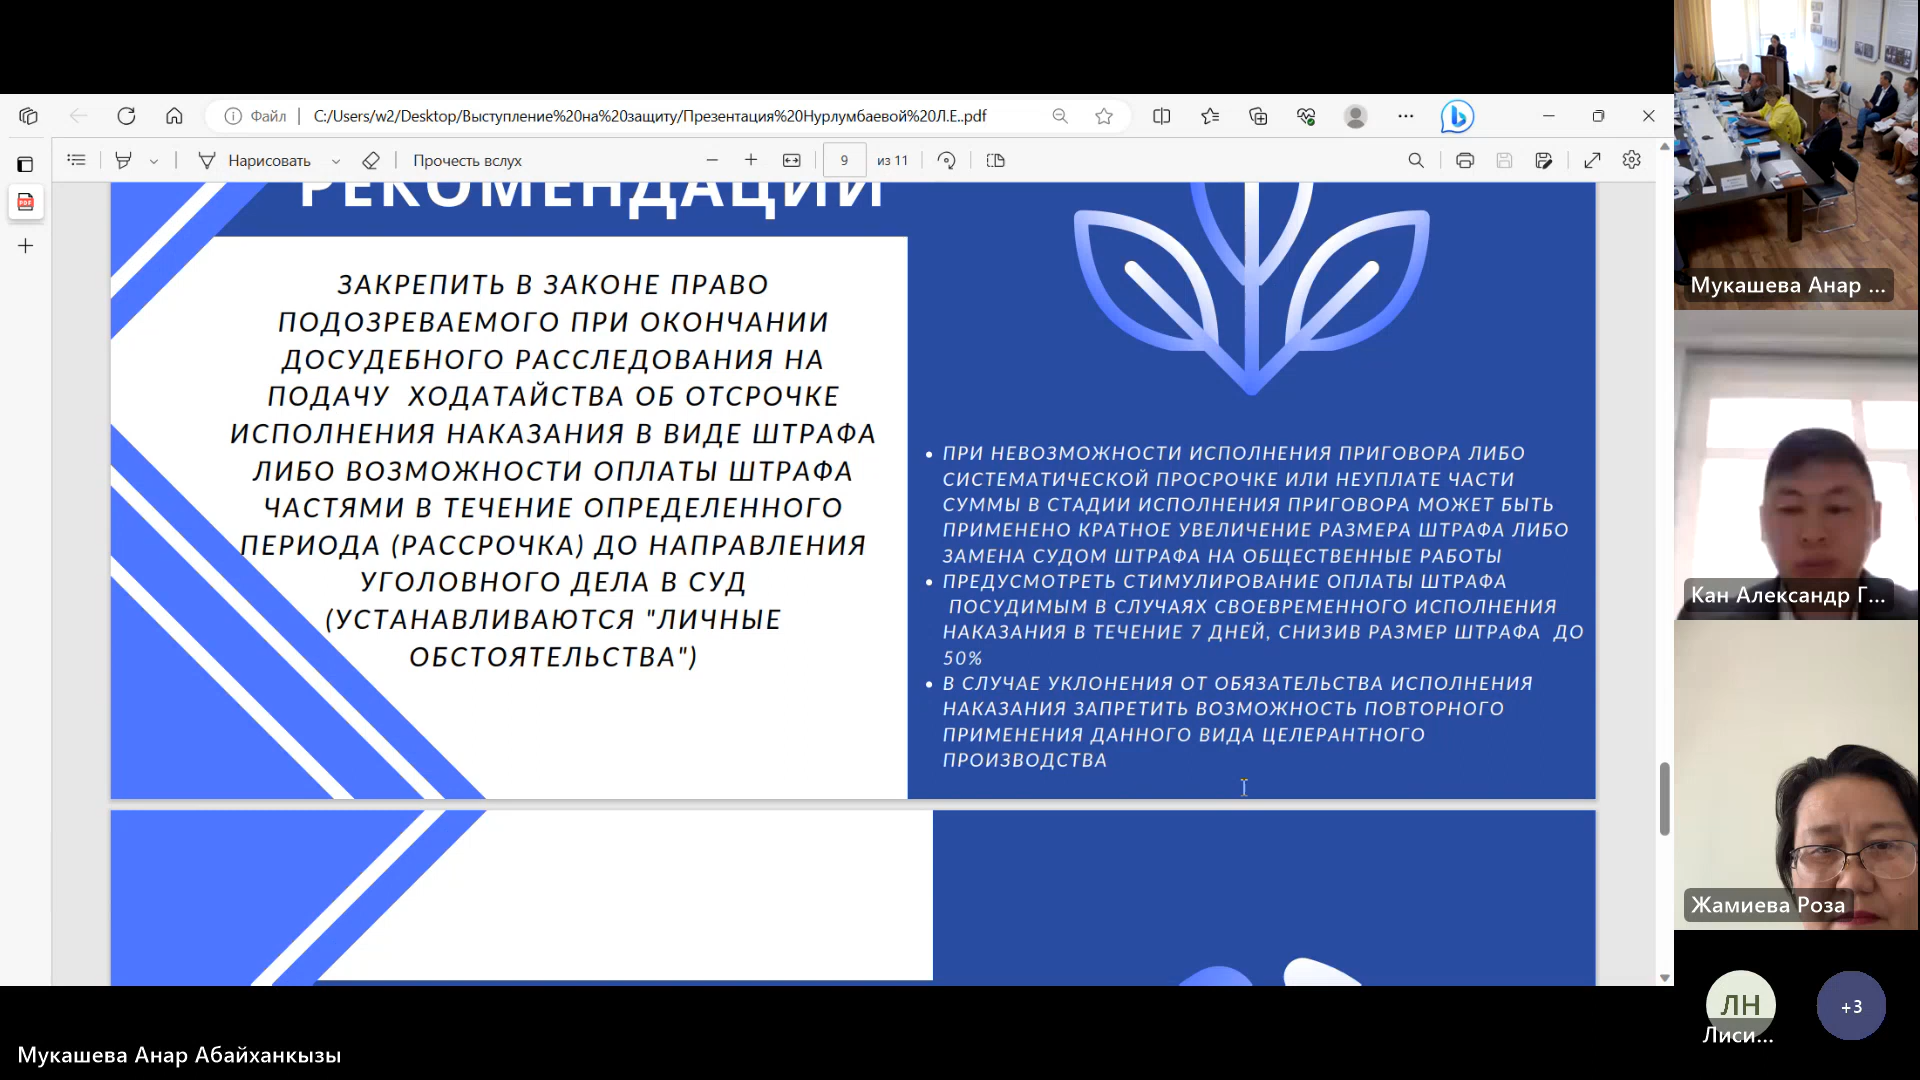 Файл
C:/Users/w2/Desktop/Выступление%20на%20защиту/Презентация%20Нурлумбаевой%20Л.Е..pdf
Нарисовать
Прочесть вслух
9
из 11
РЕКОМЕНДАЦИИ
ЗАКРЕПИТЬ В ЗАКОНЕ ПРАВО
ПОДОЗРЕВАЕМОГО ПРИ ОКОНЧАНИИ
ДОСУДЕБНОГО РАССЛЕДОВАНИЯ НА
ПОДАЧУ ХОДАТАЙСТВА ОБ ОТСРОЧКЕ
ИСПОЛНЕНИЯ НАКАЗАНИЯ В ВИДЕ ШТРАФА
ЛИБО ВОЗМОЖНОСТИ ОПЛАТЫ ШТРАФА
ЧАСТЯМИ В ТЕЧЕНИЕ ОПРЕДЕЛЕННОГО
ПЕРИОДА (РАССРОЧКА) ДО НАПРАВЛЕНИЯ
УГОЛОВНОГО ДЕЛА В СУД
(УСТАНАВЛИВАЮТСЯ "ЛИЧНЫЕ
ОБСТОЯТЕЛЬСТВА")
• ПРИ НЕВОЗМОЖНОСТИ ИСПОЛНЕНИЯ ПРИГОВОРА ЛИБО
СИСТЕМАТИЧЕСКОЙ ПРОСРОЧКЕ ИЛИ НЕУПЛАТЕ ЧАСТИ
СУММЫ В СТАДИИ ИСПОЛНЕНИЯ ПРИГОВОРА МОЖЕТ БЫТЬ
ПРИМЕНЕНО КРАТНОЕ УВЕЛИЧЕНИЕ РАЗМЕРА ШТРАФА ЛИБО
ЗАМЕНА СУДОМ ШТРАФА НА ОБЩЕСТВЕННЫЕ РАБОТЫ
• ПРЕДУСМОТРЕТЬ СТИМУЛИРОВАНИЕ ОПЛАТЫ ШТРАФА
ПОСУДИМЫМ В СЛУЧАЯХ СВОЕВРЕМЕННОГО ИСПОЛНЕНИЯ
НАКАЗАНИЯ В ТЕЧЕНИЕ 7 ДНЕЙ, СНИЗИВ РАЗМЕР ШТРАФА ДО
50%
• В СЛУЧАЕ УКЛОНЕНИЯ ОТ ОБЯЗАТЕЛЬСТВА ИСПОЛНЕНИЯ
НАКАЗАНИЯ ЗАПРЕТИТЬ ВОЗМОЖНОСТЬ ПОВТОРНОГО
ПРИМЕНЕНИЯ ДАННОГО ВИДА ЦЕЛЕРАНТНОГО
ПРОИЗВОДСТВА
Мукашева Анар ...
Кан Александр Г...
Жамиева Роза
ЛН
Лиси...
+3
Мукашева Анар Абайханкызы